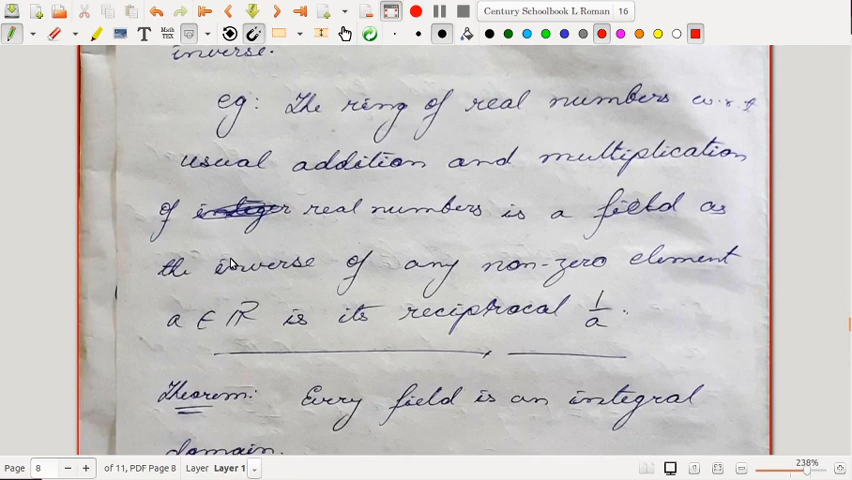 Century Schoolbook L Roman 16
T Math TEX
inverse.
eg: The ring of real numbers w.r.t
usual addition and multiplication
of integer real numbers is a field as
the inverse of any non-zero element
a ∈ R is its reciprocal 1/a.
Theorem: Every field is an integral
domain.
Page 8 of 11, PDF Page 8 Layer Layer 1 238%